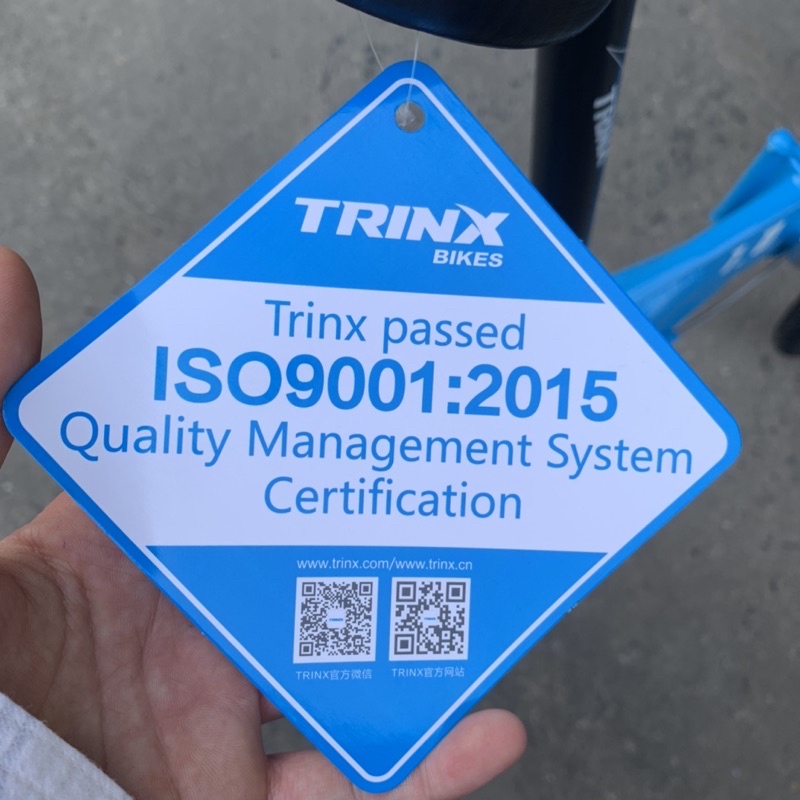 TRINX
BIKES
Trinx passed
ISO9001:2015
Quality Management System
Certification
www.trinx.com/www.trinx.cn
TRINX官方微信
TRINX官方网站
TRINX